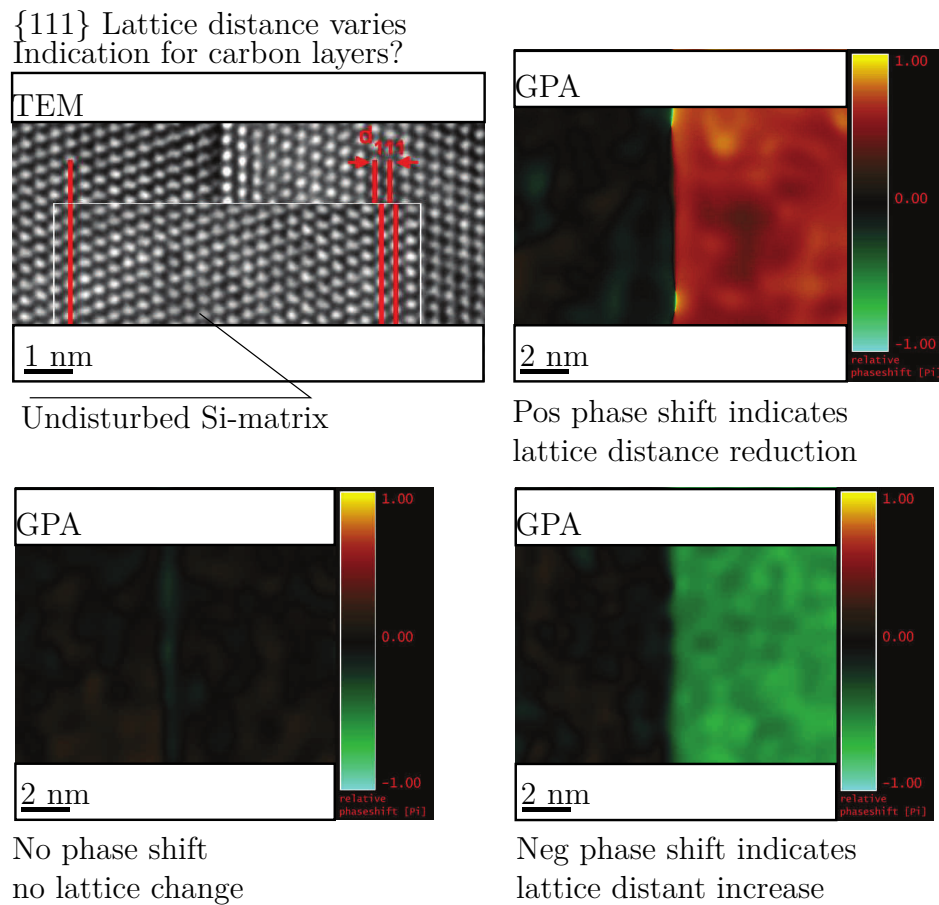 {111} Lattice distance varies
Indication for carbon layers?
TEM
d111
1 nm
Undisturbed Si-matrix
GPA
1.00
0.00
-1.00
relative
phaseshift [Pi]
2 nm
Pos phase shift indicates
lattice distance reduction
GPA
1.00
0.00
-1.00
relative
phaseshift [Pi]
2 nm
No phase shift
no lattice change
GPA
1.00
0.00
-1.00
relative
phaseshift [Pi]
2 nm
Neg phase shift indicates
lattice distant increase